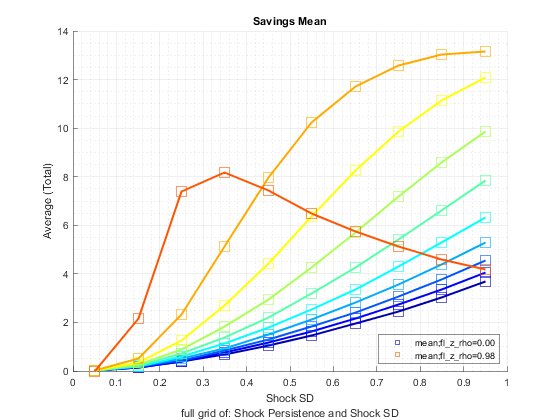 Savings Mean
14
12
10
8
6
4
2
0
Average (Total)
0 0.1 0.2 0.3 0.4 0.5 0.6 0.7 0.8 0.9 1
mean;fl_z_rho=0.00
mean;fl_z_rho=0.98
Shock SD
full grid of: Shock Persistence and Shock SD